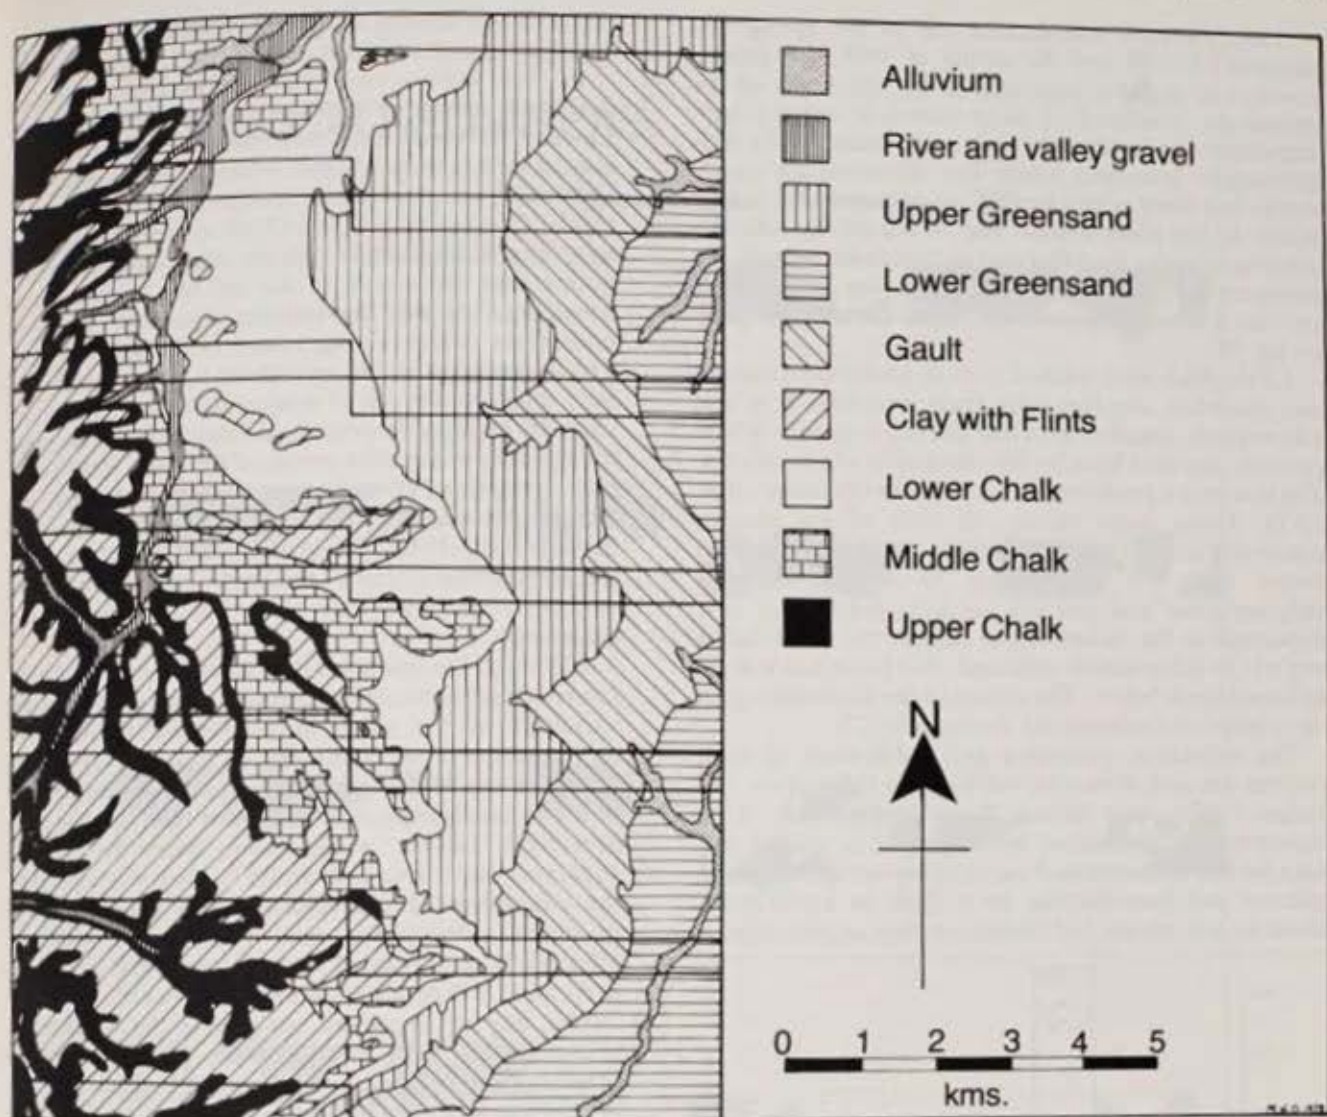 Alluvium
River and valley gravel
Upper Greensand
Lower Greensand
Gault
Clay with Flints
Lower Chalk
Middle Chalk
Upper Chalk
N
0 1 2 3 4 5
kms.